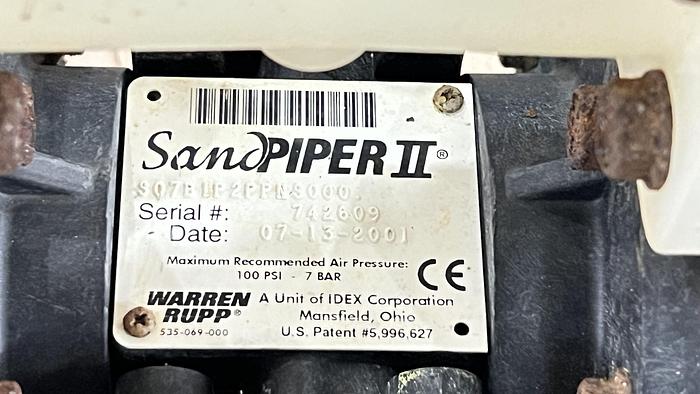 SandPIPER II®
Serial #: 742609
Date: 07-13-2001
Maximum Recommended Air Pressure:
100 PSI - 7 BAR
CE
WARREN RUPP®
A Unit of IDEX Corporation
Mansfield, Ohio
535-069-000
U.S. Patent #5,996,627